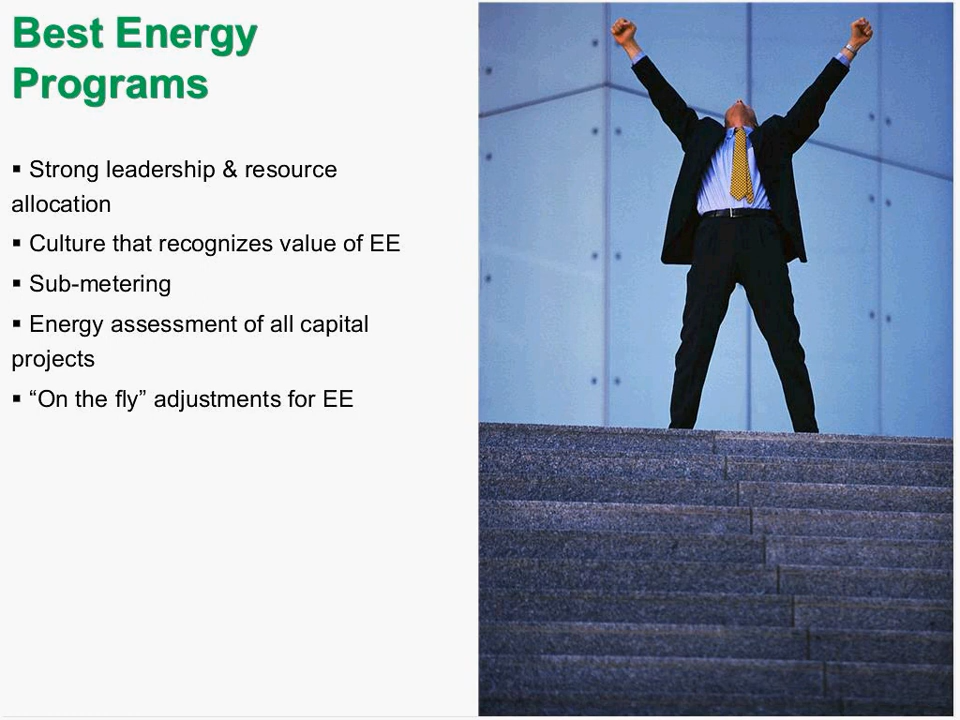 Best Energy
Programs
▪ Strong leadership & resource
allocation
▪ Culture that recognizes value of EE
▪ Sub-metering
▪ Energy assessment of all capital
projects
▪ “On the fly” adjustments for EE